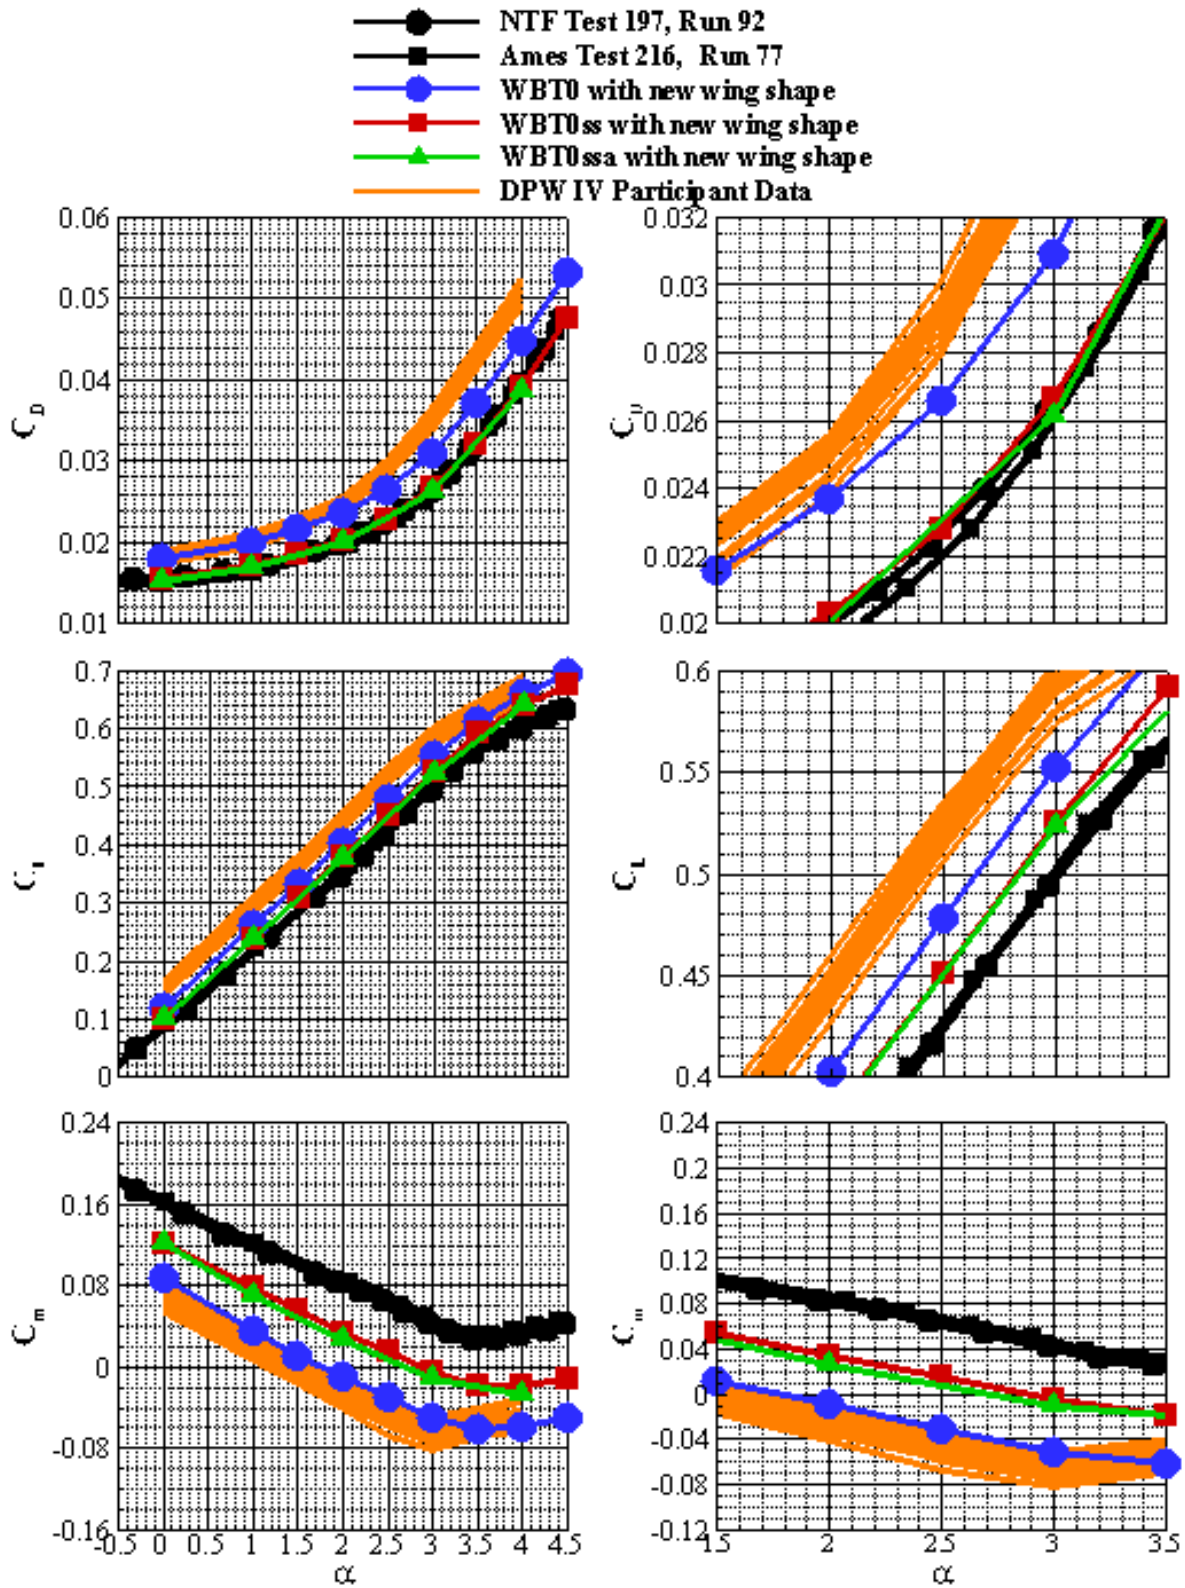 NTF Test 197, Run 92
Ames Test 216, Run 77
WBT0 with new wing shape
WBT0ss with new wing shape
WBT0ssa with new wing shape
DPW IV Participant Data
0.06
0.05
0.04
0.03
0.02
0.01
C_D
0.032
0.03
0.028
0.026
0.024
0.022
0.02
C_D
0.7
0.6
0.5
0.4
0.3
0.2
0.1
0
C_L
0.6
0.55
0.5
0.45
0.4
C_L
0.24
0.16
0.08
0
-0.08
-0.16
C_m
-0.5 0 0.5 1 1.5 2 2.5 3 3.5 4 4.5
α
0.24
0.2
0.16
0.12
0.08
0.04
0
-0.04
-0.08
-0.12
C_m
1.5 2 2.5 3 3.5
α